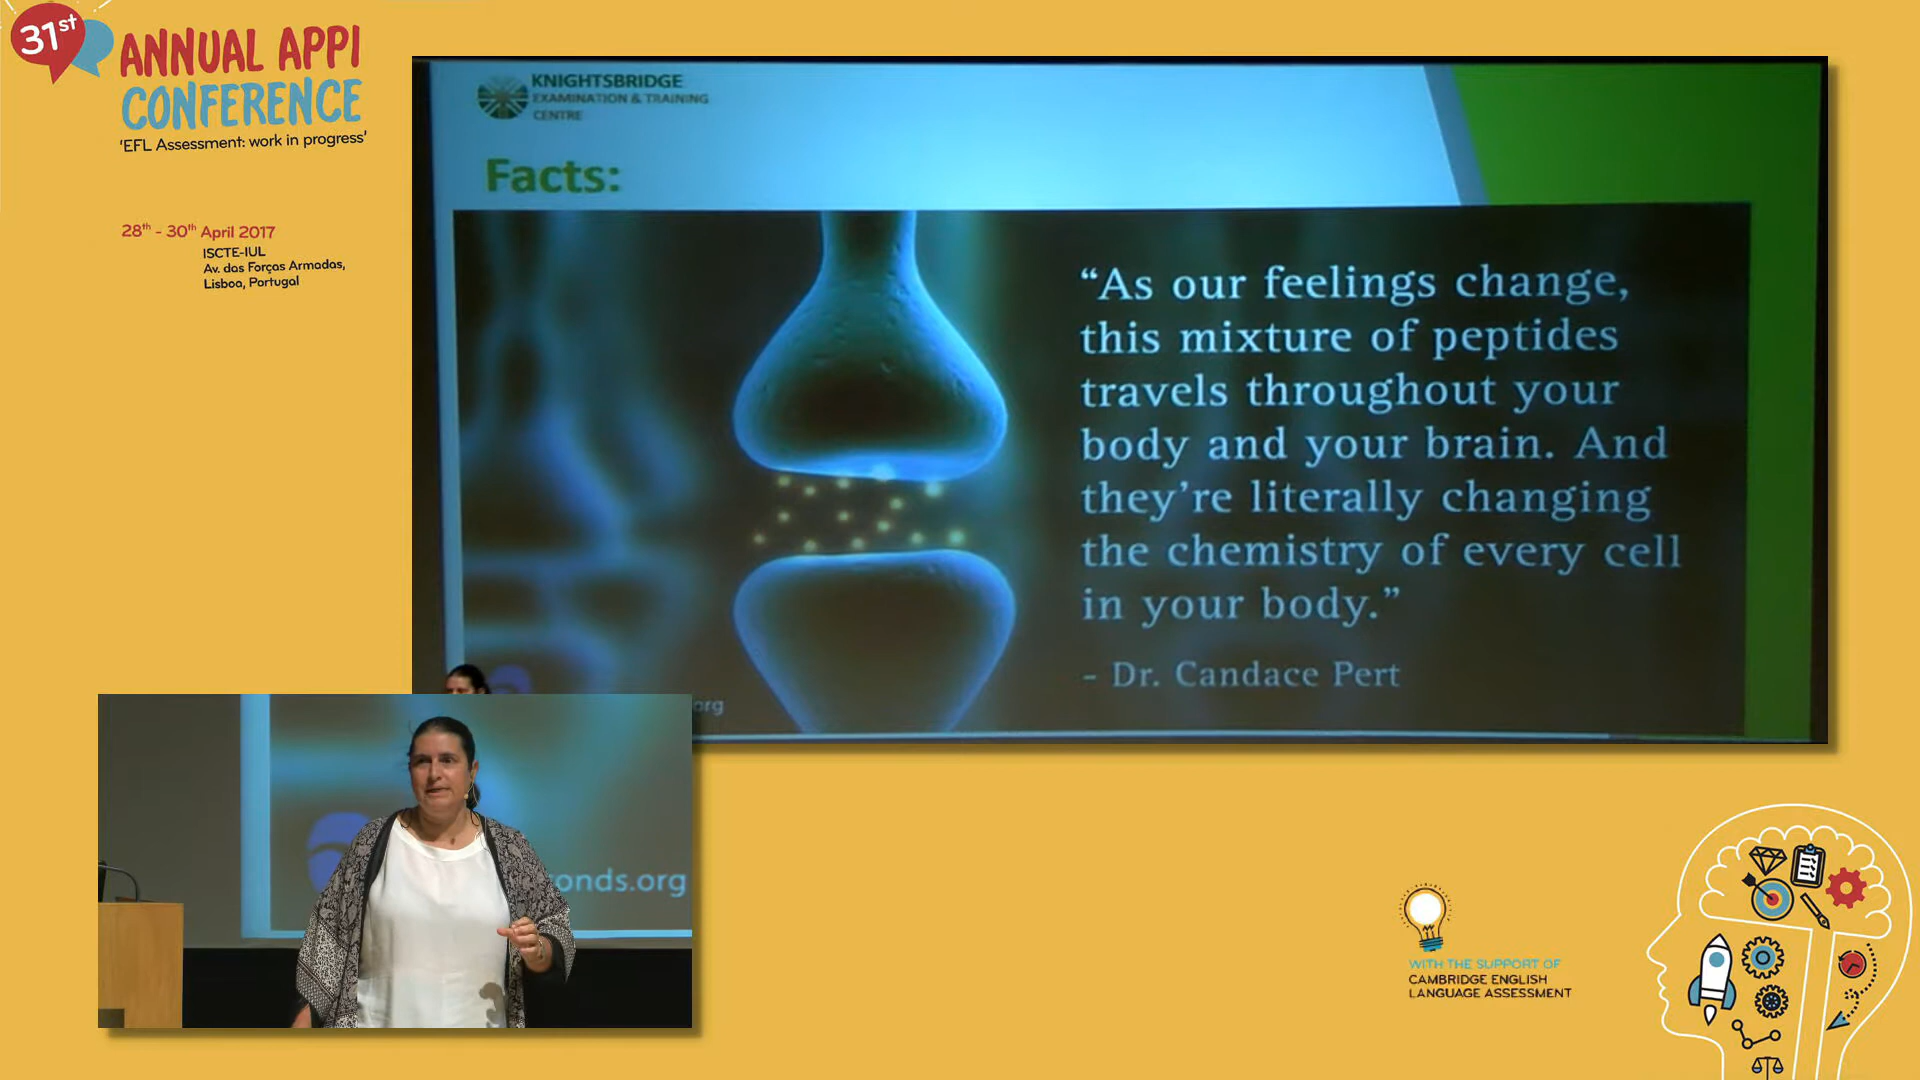 31st
ANNUAL APPI
CONFERENCE
'EFL Assessment: work in progress'
28th - 30th April 2017
ISCTE-IUL
Av. das Forças Armadas,
Lisboa, Portugal
KNIGHTSBRIDGE
EXAMINATION & TRAINING
CENTRE
Facts:
“As our feelings change,
this mixture of peptides
travels throughout your
body and your brain. And
they’re literally changing
the chemistry of every cell
in your body.”
– Dr. Candace Pert
org
onds.org
WITH THE SUPPORT OF
CAMBRIDGE ENGLISH
LANGUAGE ASSESSMENT